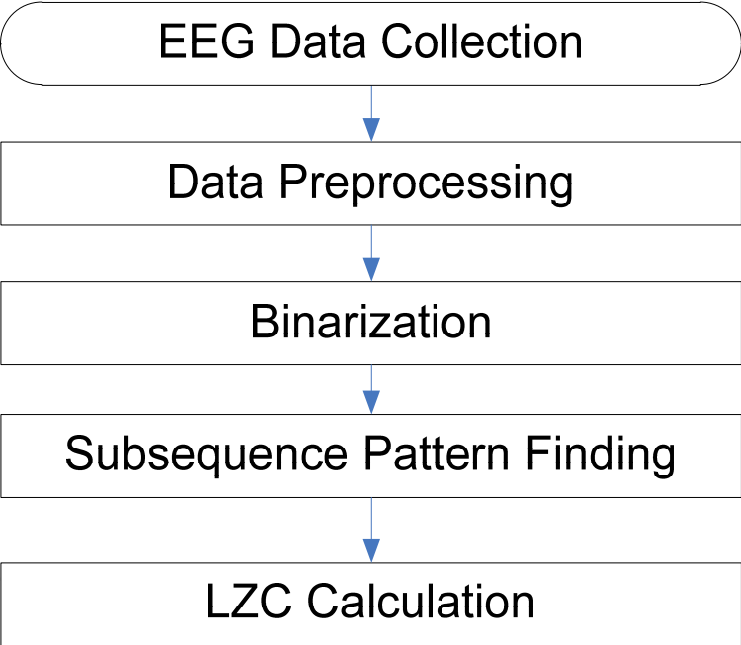 EEG Data Collection
Data Preprocessing
Binarization
Subsequence Pattern Finding
LZC Calculation